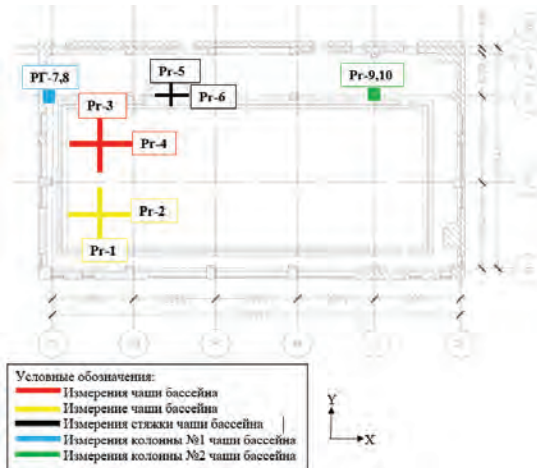 Pr-5
РГ-7,8
Pr-9,10
Pr-6
Pr-3
Pr-4
Pr-2
Pr-1
Условные обозначения:
Измерения чаши бассейна
Измерение чаши бассейна
Измерения стяжки чаши бассейна
Измерения колонны №1 чаши бассейна
Измерения колонны №2 чаши бассейна
Y
X